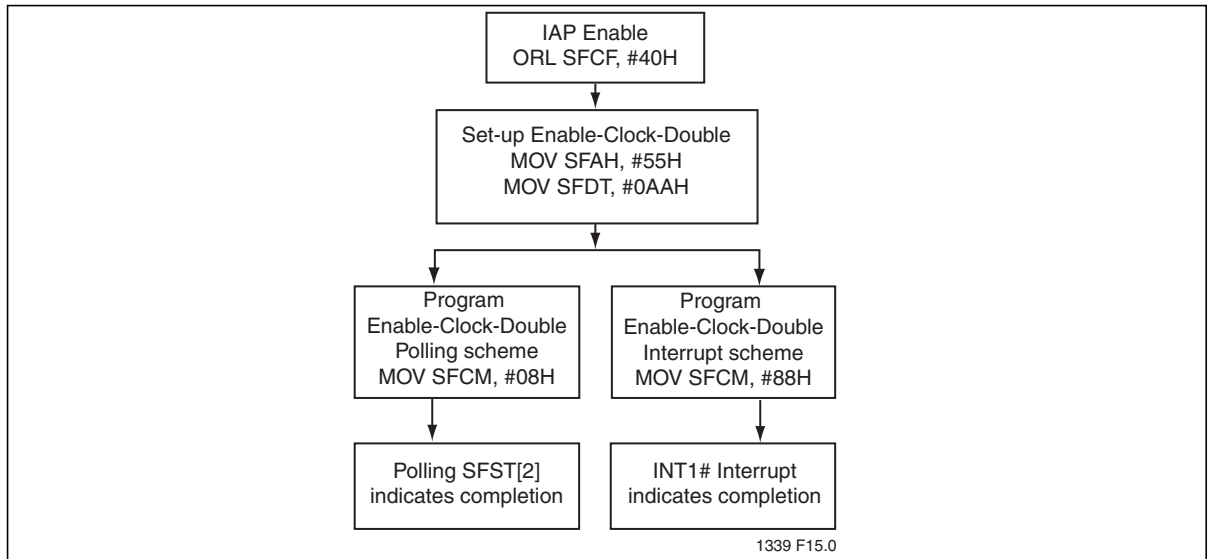 IAP Enable
ORL SFCF, #40H
Set-up Enable-Clock-Double
MOV SFAH, #55H
MOV SFDT, #0AAH
Program
Enable-Clock-Double
Polling scheme
MOV SFCM, #08H
Program
Enable-Clock-Double
Interrupt scheme
MOV SFCM, #88H
Polling SFST[2]
indicates completion
INT1# Interrupt
indicates completion
1339 F15.0